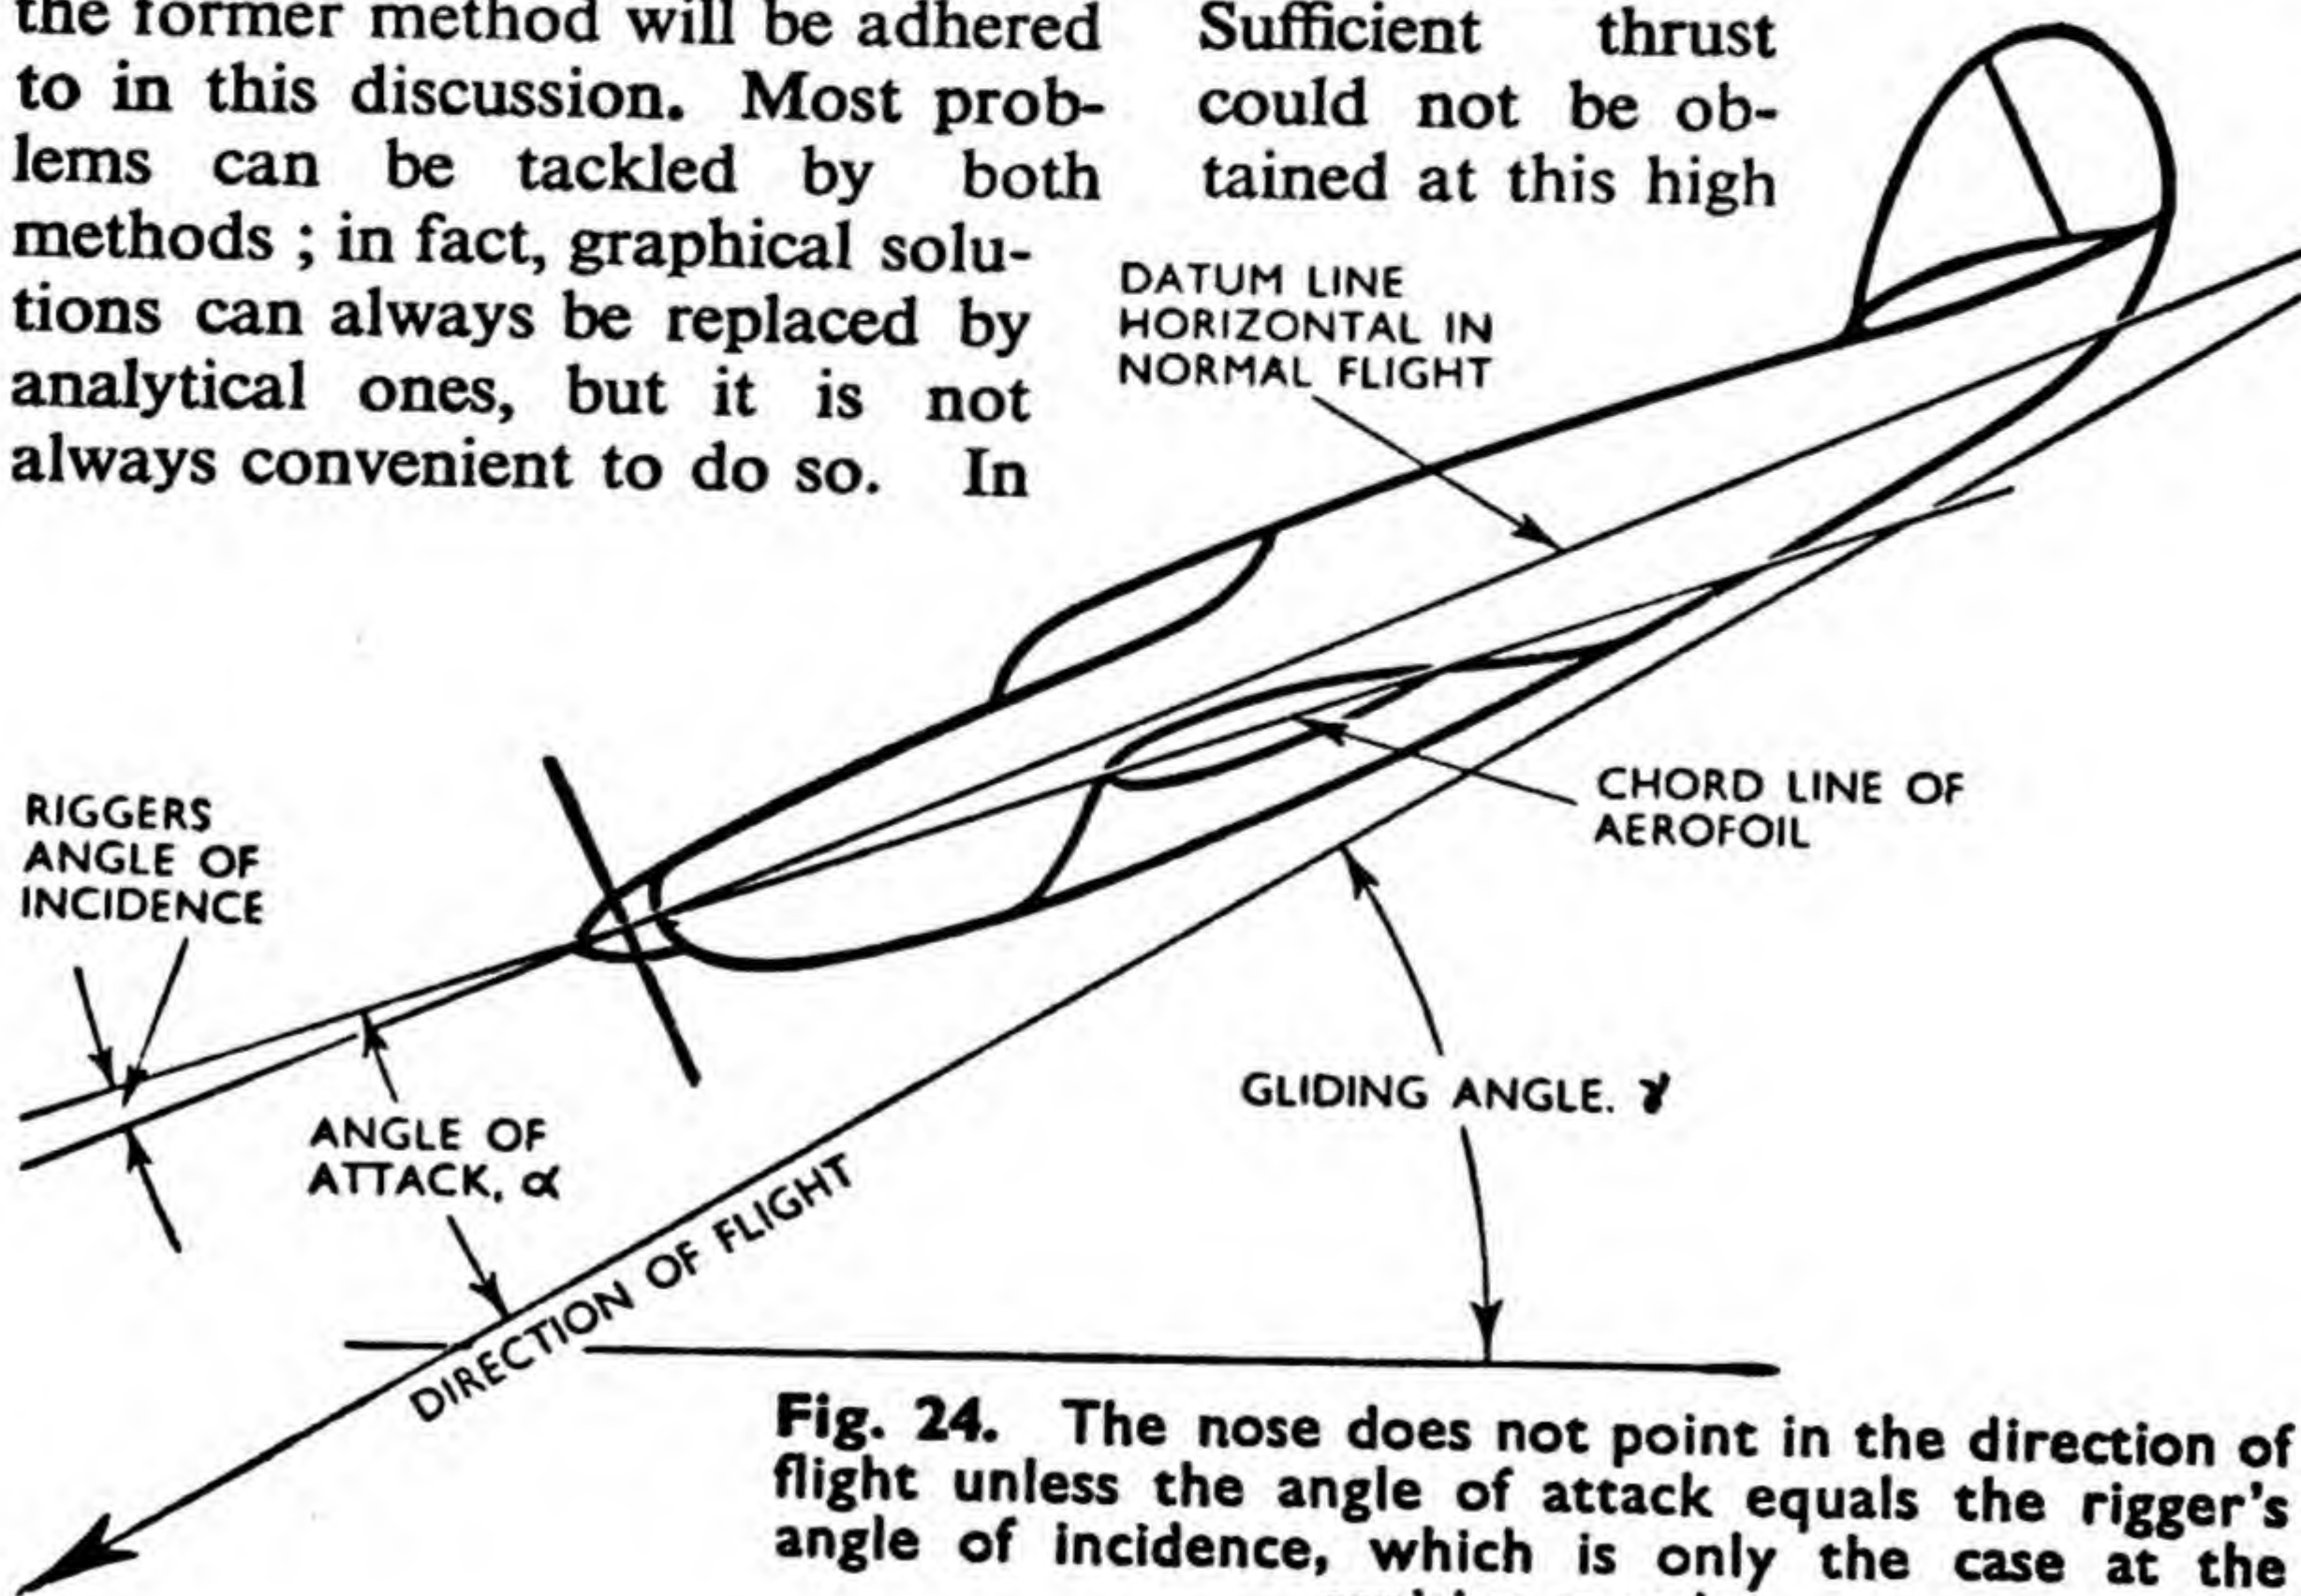 the former method will be adhered
to in this discussion. Most prob-
lems can be tackled by both
methods ; in fact, graphical solu-
tions can always be replaced by
analytical ones, but it is not
always convenient to do so. In
Sufficient thrust
could not be ob-
tained at this high
DATUM LINE
HORIZONTAL IN
NORMAL FLIGHT
RIGGERS
ANGLE OF
INCIDENCE
CHORD LINE OF
AEROFOIL
ANGLE OF
ATTACK, α
GLIDING ANGLE. γ
DIRECTION OF FLIGHT
Fig. 24. The nose does not point in the direction of
flight unless the angle of attack equals the rigger's
angle of incidence, which is only the case at the